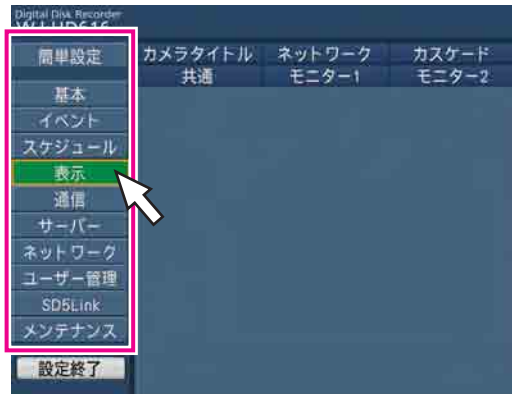 Digital Disk Recorder
簡単設定
カメラタイトル ネットワーク カスケード
共通 モニター1 モニター2
基本
イベント
スケジュール
表示
通信
サーバー
ネットワーク
ユーザー管理
SD5Link
メンテナンス
設定終了